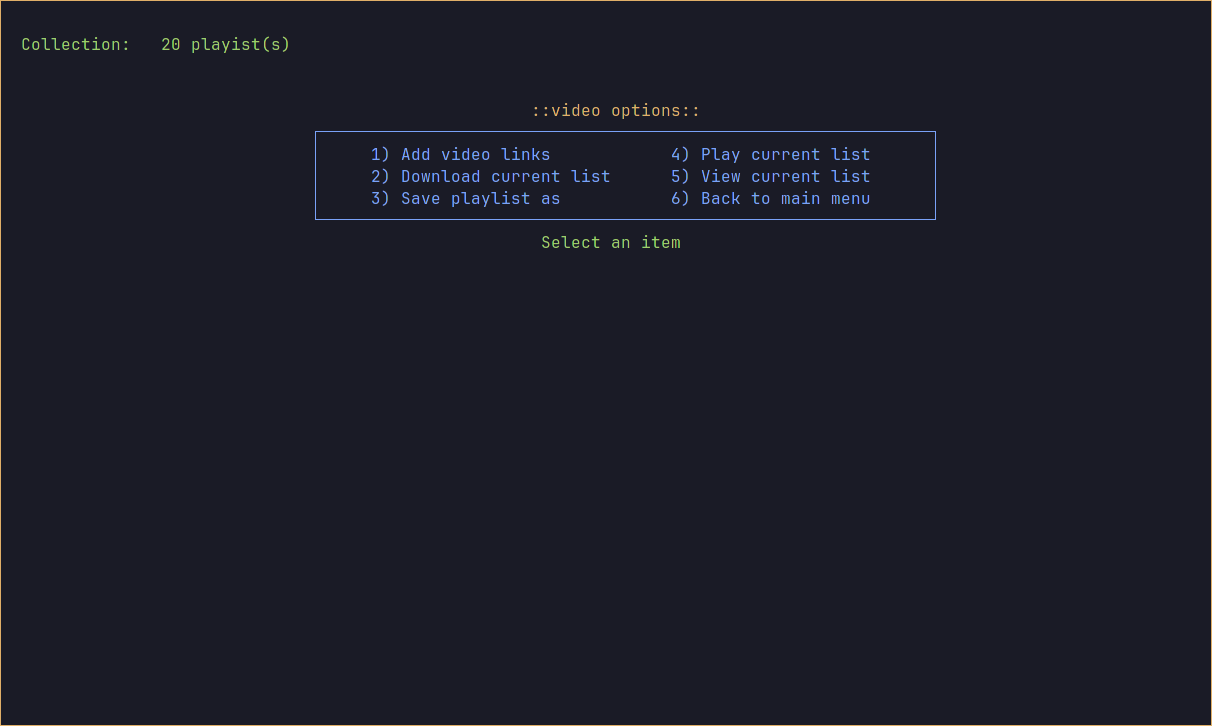 Collection:   20 playist(s)
::video options::
1) Add video links            4) Play current list
2) Download current list      5) View current list
3) Save playlist as           6) Back to main menu
Select an item